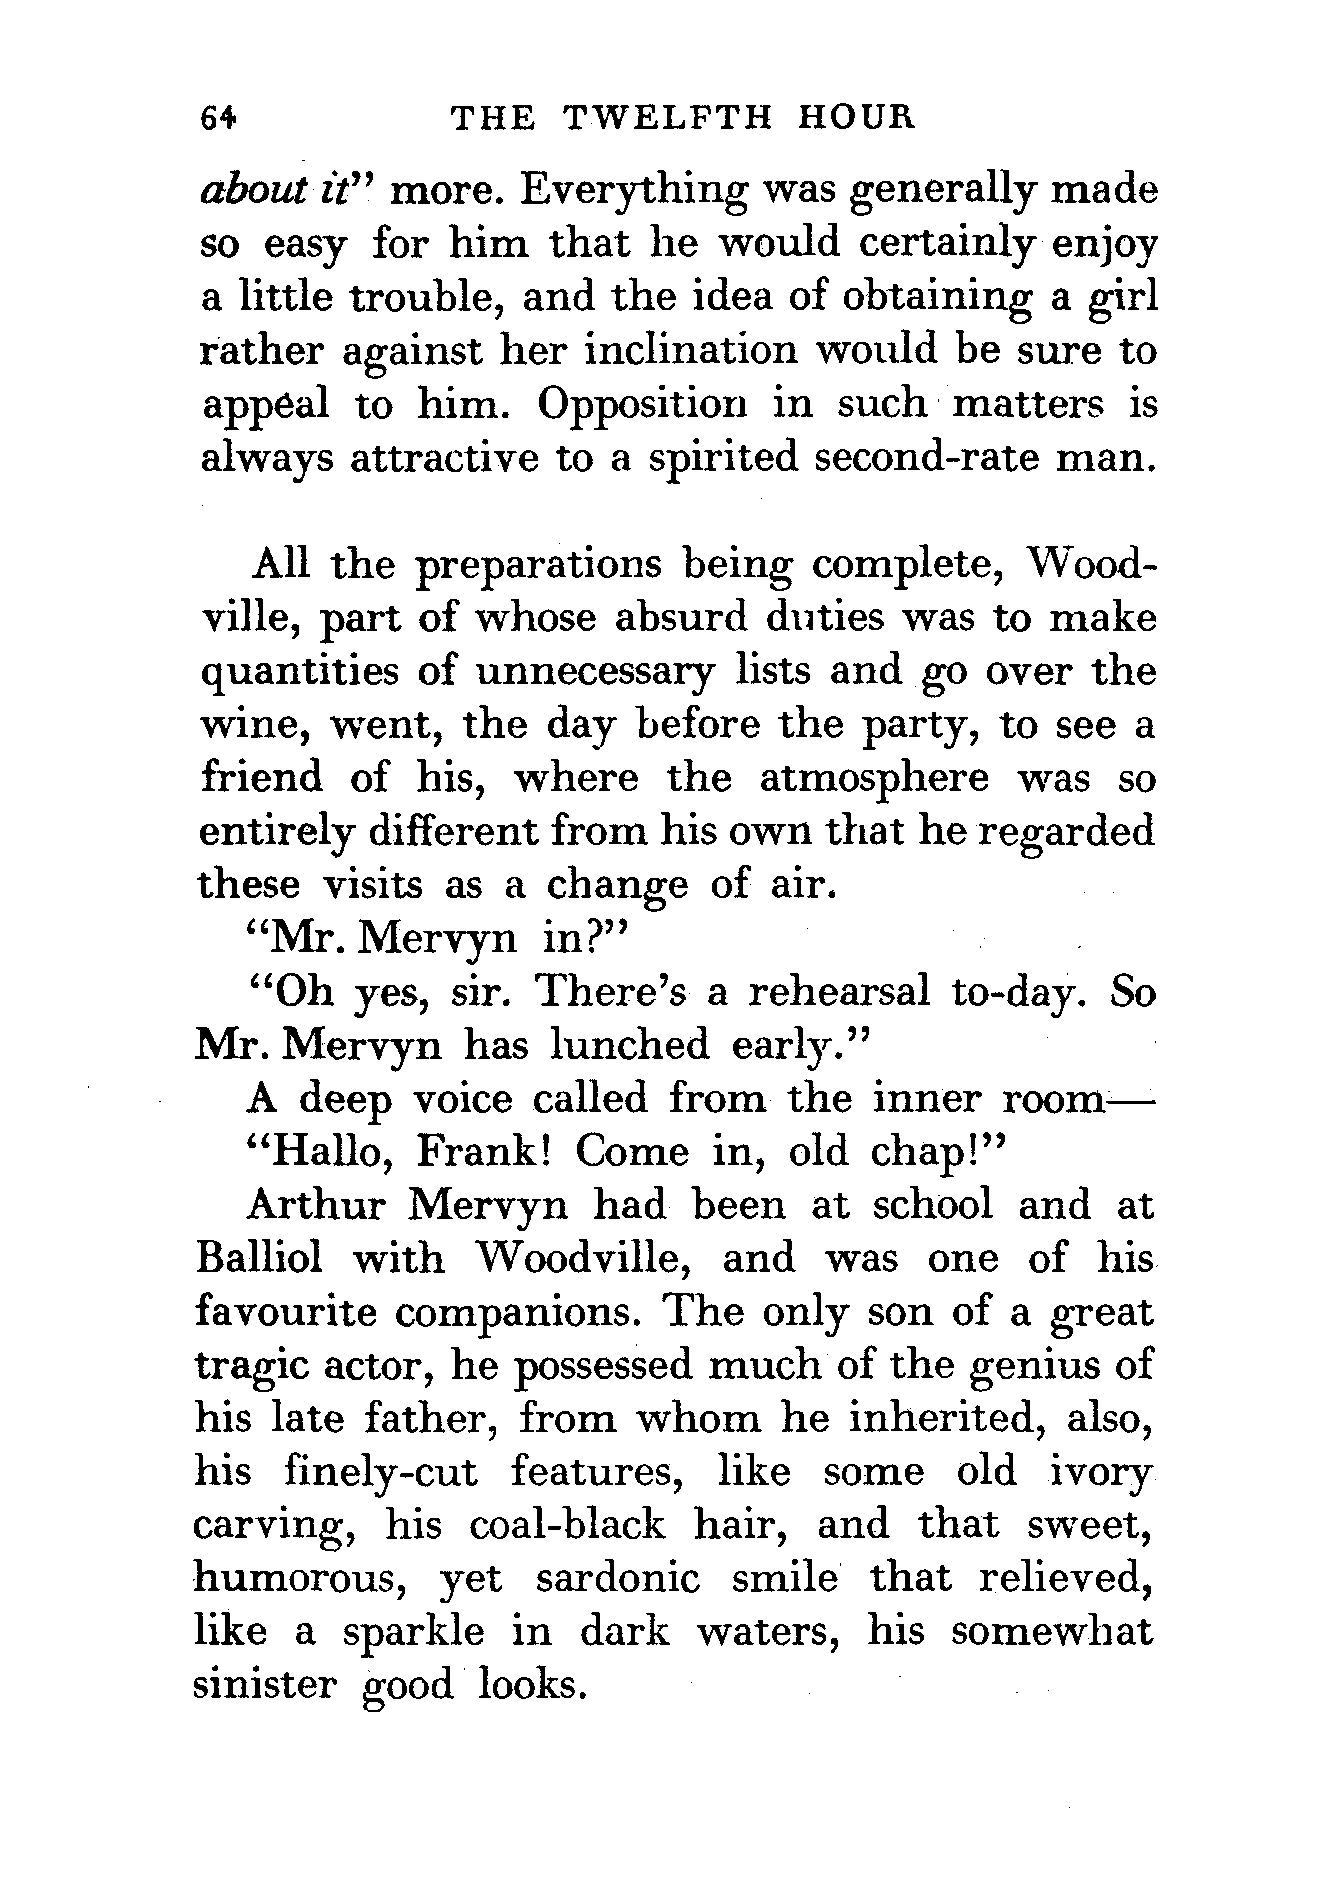 64 THE TWELFTH HOUR
about it” more. Everything was generally made
so easy for him that he would certainly enjoy
a little trouble, and the idea of obtaining a girl
rather against her inclination would be sure to
appeal to him. Opposition in such matters is
always attractive to a spirited second-rate man.
All the preparations being complete, Wood-
ville, part of whose absurd duties was to make
quantities of unnecessary lists and go over the
wine, went, the day before the party, to see a
friend of his, where the atmosphere was so
entirely different from his own that he regarded
these visits as a change of air.
“Mr. Mervyn in?”
“Oh yes, sir. There’s a rehearsal to-day. So
Mr. Mervyn has lunched early.”
A deep voice called from the inner room—
“Hallo, Frank! Come in, old chap!”
Arthur Mervyn had been at school and at
Balliol with Woodville, and was one of his
favourite companions. The only son of a great
tragic actor, he possessed much of the genius of
his late father, from whom he inherited, also,
his finely-cut features, like some old ivory
carving, his coal-black hair, and that sweet,
humorous, yet sardonic smile that relieved,
like a sparkle in dark waters, his somewhat
sinister good looks.